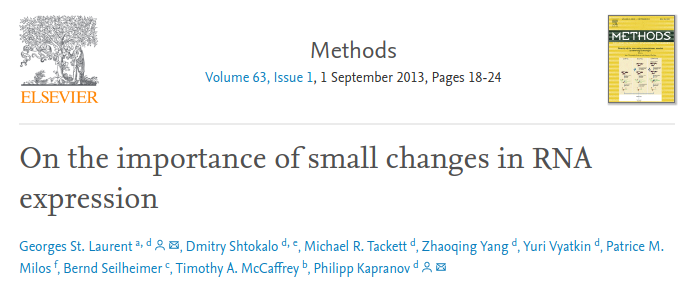 ELSEVIER
Methods
Volume 63, Issue 1, 1 September 2013, Pages 18-24
METHODS
On the importance of small changes in RNA
expression
Georges St. Laurent a, d, Dmitry Shtokalo d, e, Michael R. Tackett d, Zhaoqing Yang d, Yuri Vyatkin d, Patrice M.
Milos f, Bernd Seilheimer c, Timothy A. McCaffrey b, Philipp Kapranov d